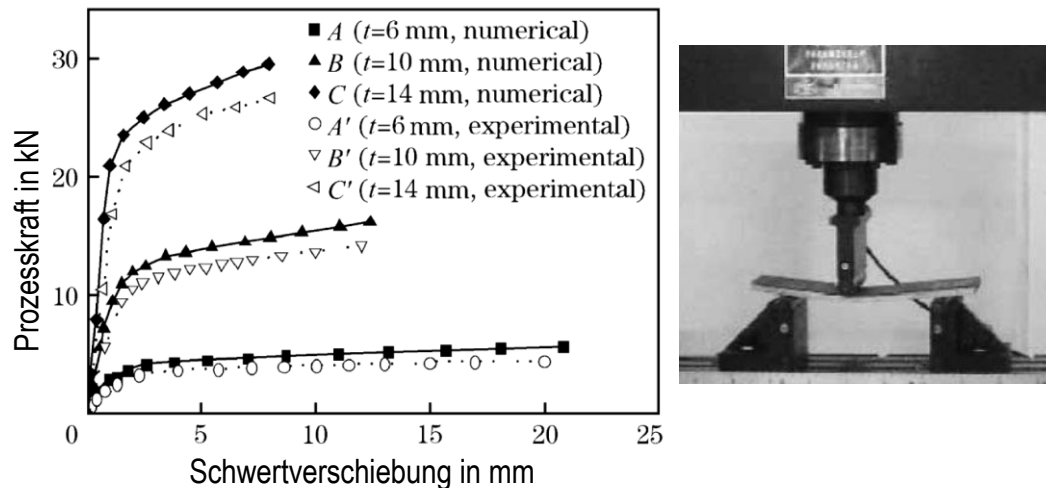 30
20
10
0
5
10
15
20
25
Prozesskraft in kN
Schwertverschiebung in mm
A (t=6 mm, numerical)
B (t=10 mm, numerical)
C (t=14 mm, numerical)
A′ (t=6 mm, experimental)
B′ (t=10 mm, experimental)
C′ (t=14 mm, experimental)